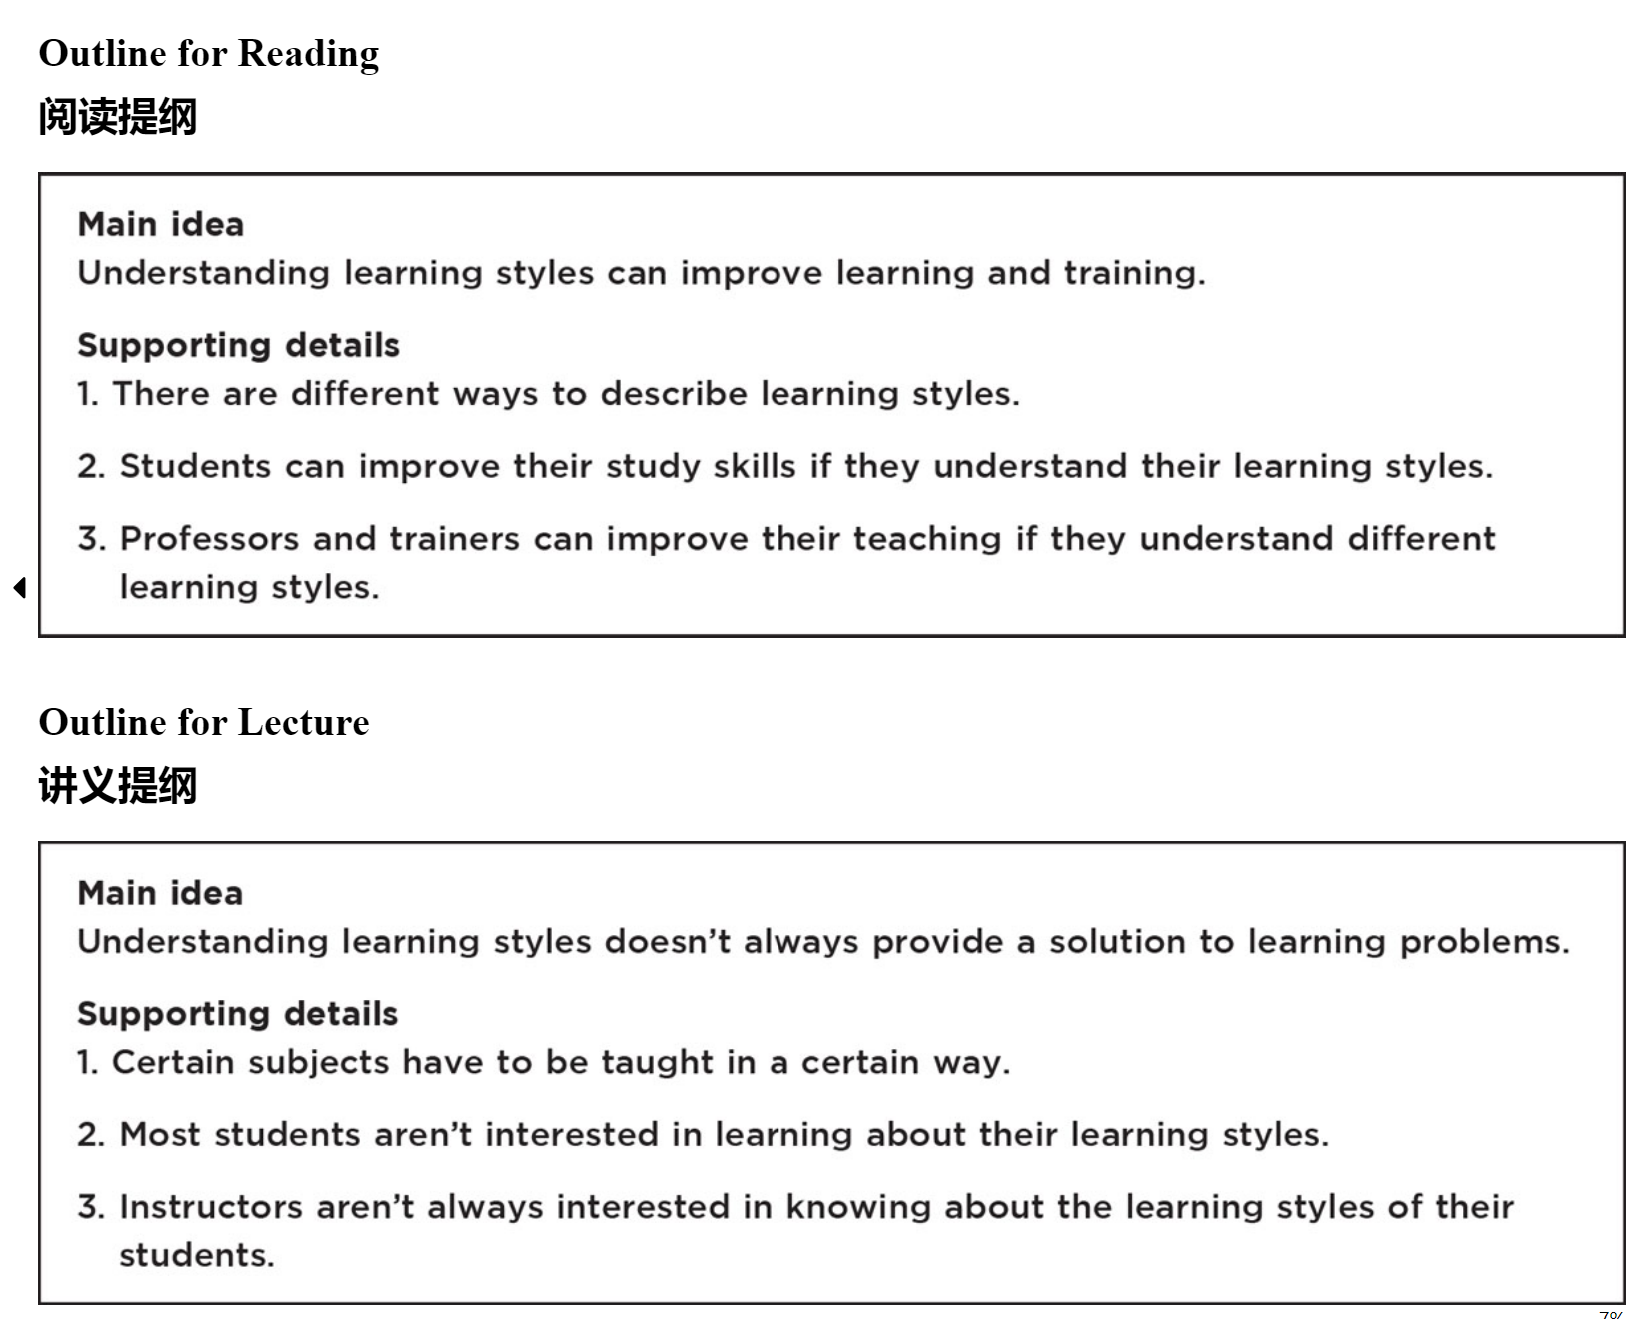 Outline for Reading
阅读提纲
Main idea
Understanding learning styles can improve learning and training.
Supporting details
1. There are different ways to describe learning styles.
2. Students can improve their study skills if they understand their learning styles.
3. Professors and trainers can improve their teaching if they understand different
learning styles.
Outline for Lecture
讲义提纲
Main idea
Understanding learning styles doesn’t always provide a solution to learning problems.
Supporting details
1. Certain subjects have to be taught in a certain way.
2. Most students aren’t interested in learning about their learning styles.
3. Instructors aren’t always interested in knowing about the learning styles of their
students.